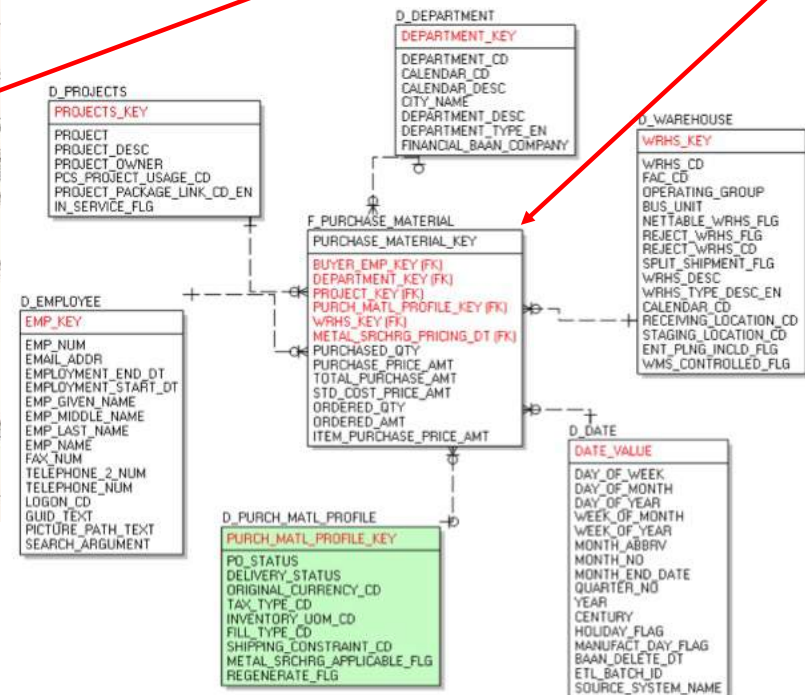 D_DEPARTMENT
DEPARTMENT_KEY
DEPARTMENT_CD
CALENDAR_CD
CALENDAR_DESC
CITY_NAME
DEPARTMENT_DESC
DEPARTMENT_TYPE_EN
FINANCIAL_BAAN_COMPANY
D_PROJECTS
PROJECTS_KEY
PROJECT
PROJECT_DESC
PROJECT_OWNER
PCS_PROJECT_USAGE_CD
PROJECT_PACKAGE_LINK_CD_EN
IN_SERVICE_FLG
D_WAREHOUSE
WRHS_KEY
WRHS_CD
FAC_CD
OPERATING_GROUP
BUS_UNIT
NETTABLE_WRHS_FLG
REJECT_WRHS_FLG
REJECT_WRHS_CD
SPLIT_SHIPMENT_FLG
WRHS_DESC
WRHS_TYPE_DESC_EN
CALENDAR_CD
RECEIVING_LOCATION_CD
STAGING_LOCATION_CD
ENT_PLNG_INCLD_FLG
WMS_CONTROLLED_FLG
F_PURCHASE_MATERIAL
PURCHASE_MATERIAL_KEY
BUYER_EMP_KEY (FK)
DEPARTMENT_KEY (FK)
PROJECT_KEY (FK)
PURCH_MATL_PROFILE_KEY (FK)
WRHS_KEY (FK)
METAL_SRCHRG_PRICING_DT (FK)
PURCHASED_QTY
PURCHASE_PRICE_AMT
TOTAL_PURCHASE_AMT
STD_COST_PRICE_AMT
ORDERED_QTY
ORDERED_AMT
ITEM_PURCHASE_PRICE_AMT
D_EMPLOYEE
EMP_KEY
EMP_NUM
EMAIL_ADDR
EMPLOYMENT_END_DT
EMPLOYMENT_START_DT
EMP_GIVEN_NAME
EMP_MIDDLE_NAME
EMP_LAST_NAME
EMP_NAME
FAX_NUM
TELEPHONE_2_NUM
TELEPHONE_NUM
LOGON_CD
GUID_TEXT
PICTURE_PATH_TEXT
SEARCH_ARGUMENT
D_DATE
DATE_VALUE
DAY_OF_WEEK
DAY_OF_MONTH
DAY_OF_YEAR
WEEK_OF_MONTH
WEEK_OF_YEAR
MONTH_ABBRV
MONTH_NO
MONTH_END_DATE
QUARTER_NO
YEAR
CENTURY
HOLIDAY_FLAG
MANUFACT_DAY_FLAG
BAAN_DELETE_DT
ETL_BATCH_ID
SOURCE_SYSTEM_NAME
D_PURCH_MATL_PROFILE
PURCH_MATL_PROFILE_KEY
PO_STATUS
DELIVERY_STATUS
ORIGINAL_CURRENCY_CD
TAX_TYPE_CD
INVENTORY_UOM_CD
FILL_TYPE_CD
SHIPPING_CONSTRAINT_CD
METAL_SRCHRG_APPLICABLE_FLG
REGENERATE_FLG